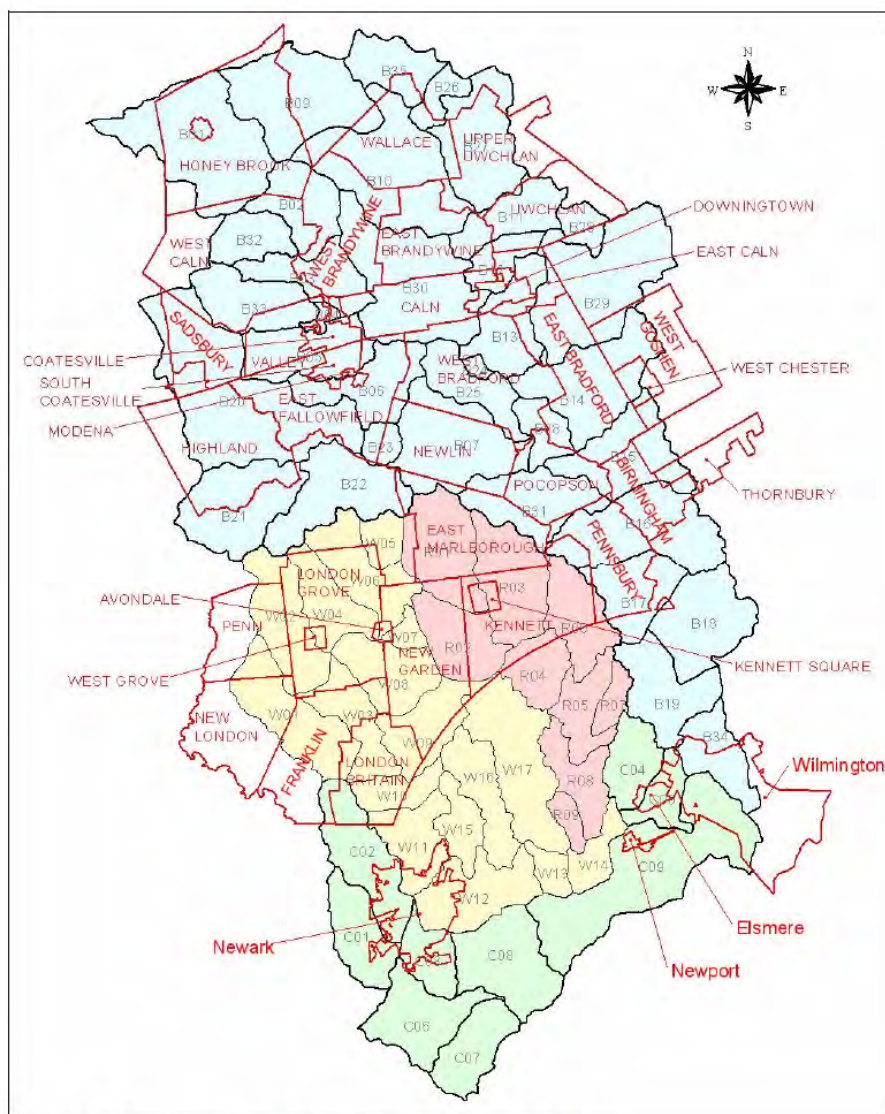 N
W E
S
B35
B26
B09
B01
HONEY BROOK
WALLACE
UPPER
UWCHLAN
B10
B02
UWCHLAN
DOWNINGTOWN
WEST
CALN
B32
WEST
BRANDYWINE
EAST
BRANDYWINE
EAST CALN
B30
CALN
B29
B33
SADSBURY
VALLEY
B13
WEST
GOSHEN
COATESVILLE
SOUTH
COATESVILLE
MODENA
WEST
BRADFORD
B25
EAST BRADFORD
B14
WEST CHESTER
B20
EAST
FALLOWFIELD
B06
HIGHLAND
B23
NEWLIN
B07
BIRMINGHAM
THORNBURY
B22
B21
POCOPSON
B31
B16
PENNSBURY
W05
EAST
MARLBOROUGH
LONDON
GROVE
W06
R03
B17
B18
AVONDALE
W02
W04
PENN
W07
KENNETT
NEW
GARDEN
R02
KENNETT SQUARE
WEST GROVE
W08
R04
NEW
LONDON
W01
W03
R05
B19
FRANKLIN
LONDON
BRITAIN
W09
B34
W16
W17
C04
Wilmington
W10
R08
R09
W15
C02
W11
W13
W14
C09
W12
Elsmere
Newark
C01
Newport
C08
C06
C07